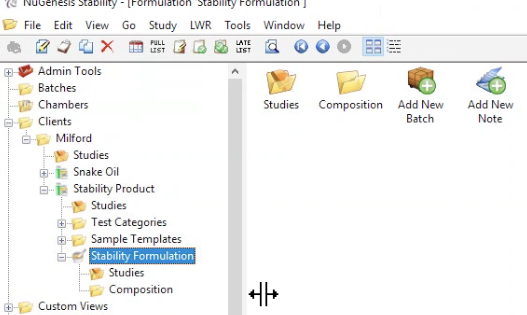 NuGenesis Stability - [Formulation 'Stability Formulation']
File Edit View Go Study LWR Tools Window Help
FULL LIST
LATE LIST
Admin Tools
Batches
Chambers
Clients
Milford
Studies
Snake Oil
Stability Product
Studies
Test Categories
Sample Templates
Stability Formulation
Studies
Composition
Custom Views
Studies
Composition
Add New
Batch
Add New
Note